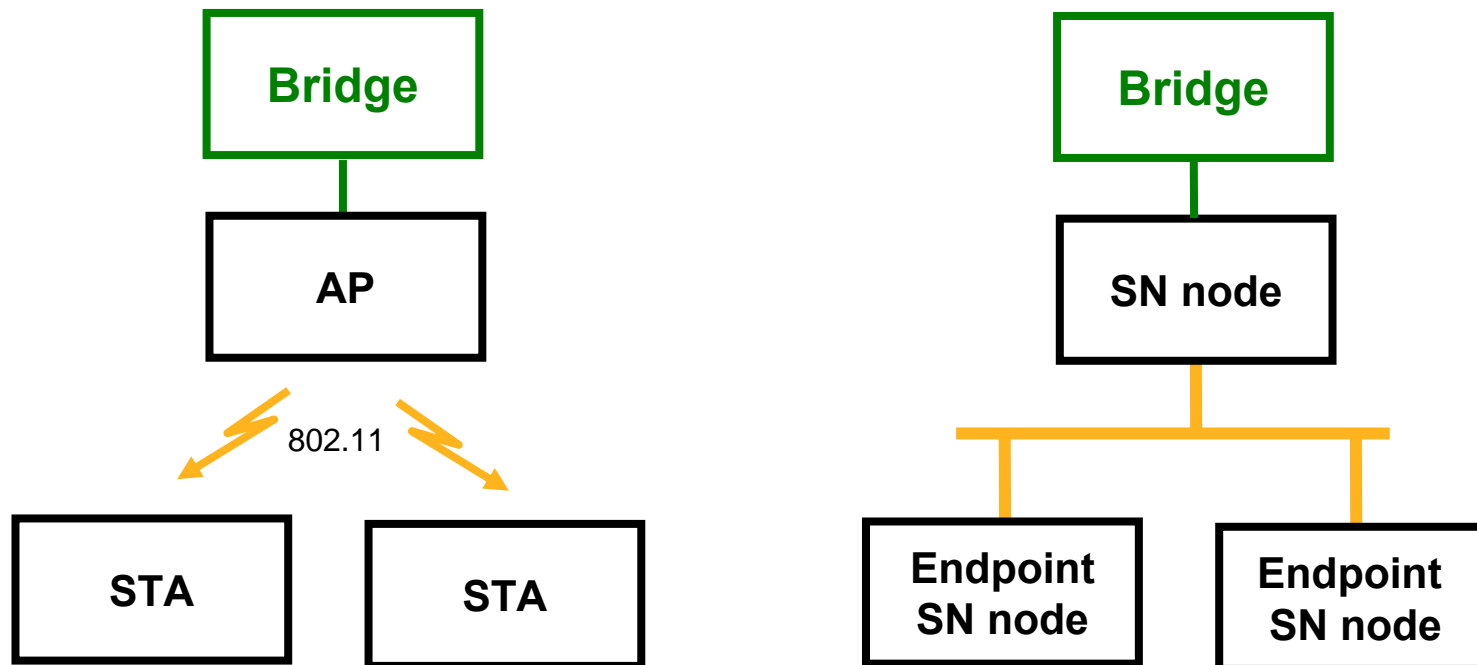 Bridge
AP
802.11
STA
STA
Bridge
SN node
Endpoint
SN node
Endpoint
SN node